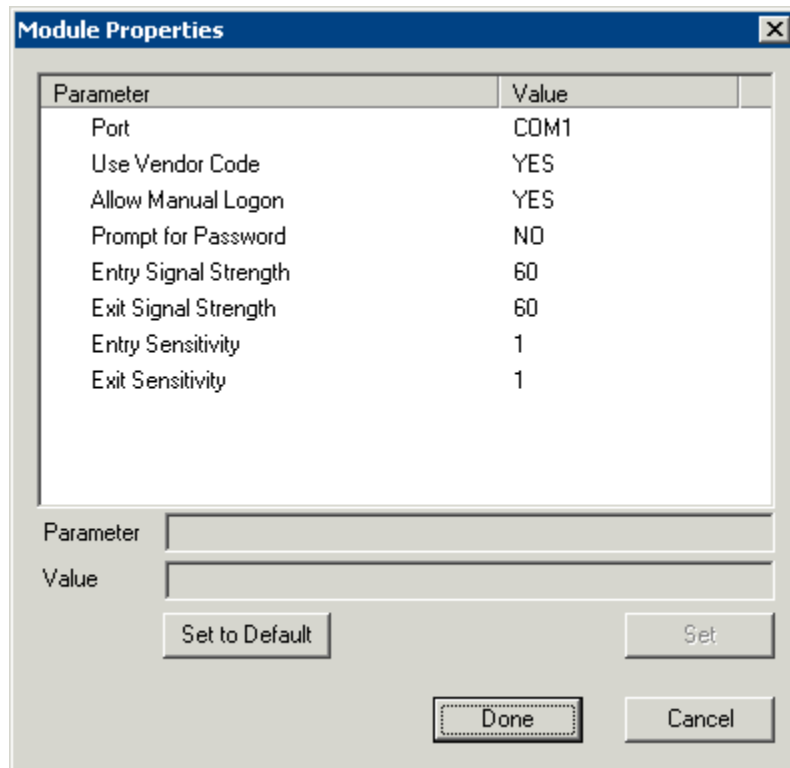 Module Properties
Parameter Value
Port COM1
Use Vendor Code YES
Allow Manual Logon YES
Prompt for Password NO
Entry Signal Strength 60
Exit Signal Strength 60
Entry Sensitivity 1
Exit Sensitivity 1
Parameter
Value
Set to Default Set
Done Cancel